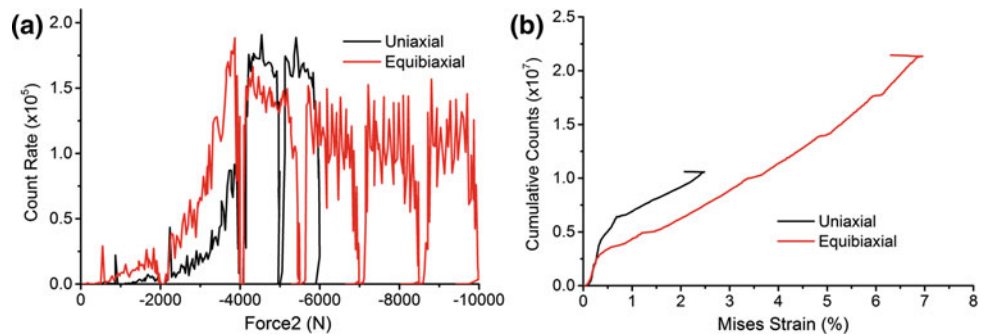 (a)
Count Rate (x10⁵)
2.0
1.5
1.0
0.5
0.0
Uniaxial
Equibiaxial
0 -2000 -4000 -6000 -8000 -10000
Force2 (N)
(b)
Cumulative Counts (x10⁷)
2.5
2.0
1.5
1.0
0.5
0.0
Uniaxial
Equibiaxial
0 1 2 3 4 5 6 7 8
Mises Strain (%)